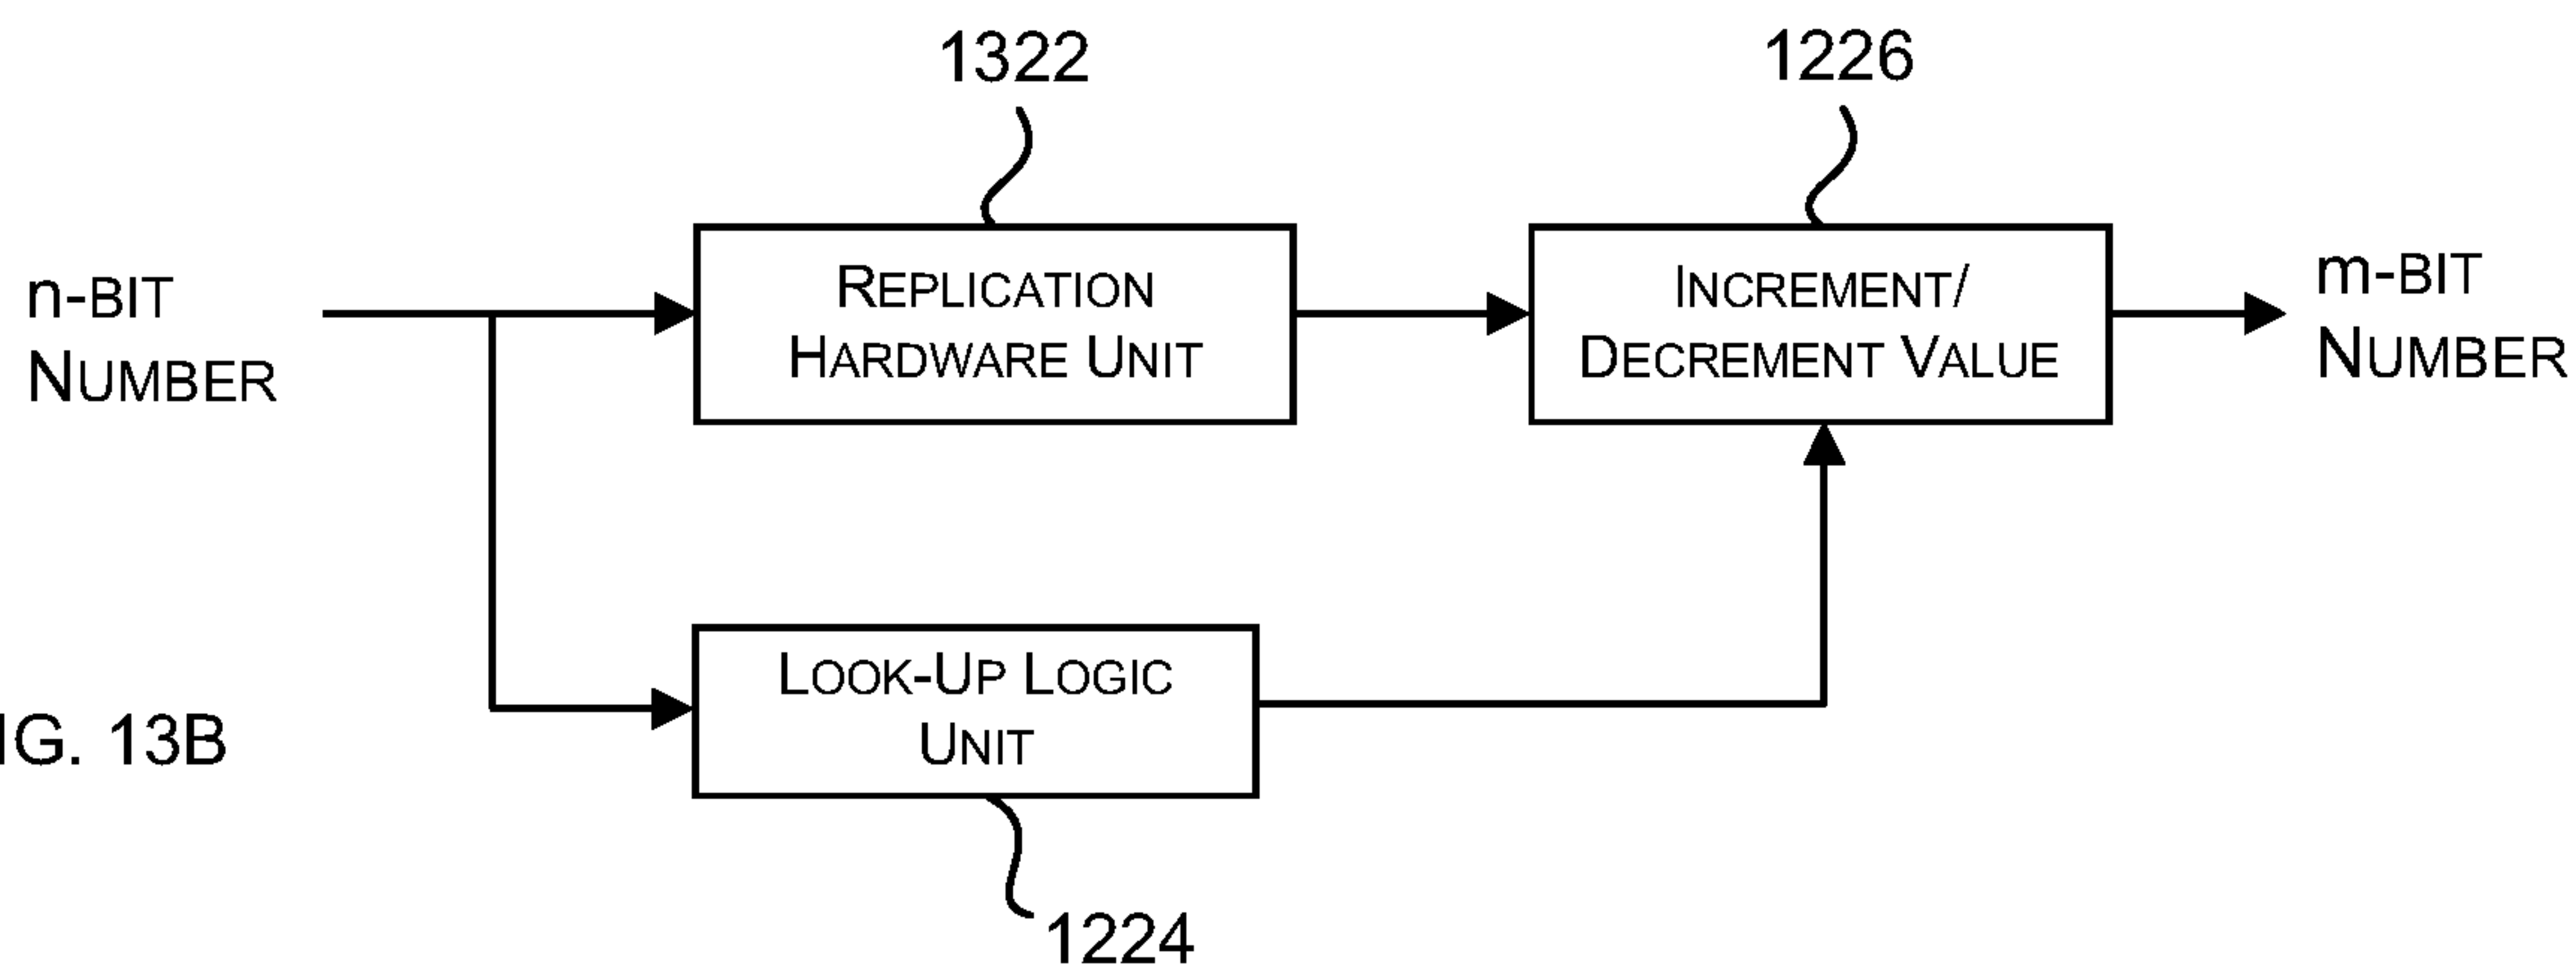 1322
1226
n-BIT
NUMBER
REPLICATION
HARDWARE UNIT
INCREMENT/
DECREMENT VALUE
m-BIT
NUMBER
LOOK-UP LOGIC
UNIT
IG. 13B
1224